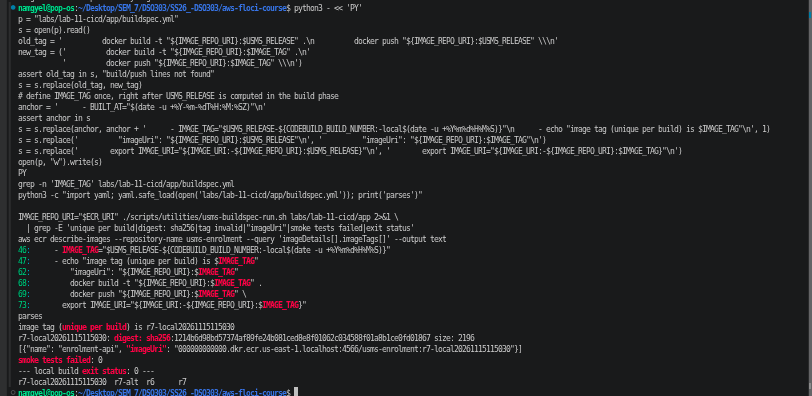 namgyel@pop-os:~/Desktop/SEM_7/DSO303/SS26_-DSO303/aws-floci-course$ python3 - << 'PY'
p = "labs/lab-11-cicd/app/buildspec.yml"
s = open(p).read()
old_tag = '          docker build -t "${IMAGE_REPO_URI}:$USMS_RELEASE" .\n          docker push "${IMAGE_REPO_URI}:$USMS_RELEASE" \\\n'
new_tag = ('          docker build -t "${IMAGE_REPO_URI}:$IMAGE_TAG" .\n'
           '          docker push "${IMAGE_REPO_URI}:$IMAGE_TAG" \\\n')
assert old_tag in s, "build/push lines not found"
s = s.replace(old_tag, new_tag)
# define IMAGE_TAG once, right after USMS_RELEASE is computed in the build phase
anchor = '      - BUILT_AT="$(date -u +%Y-%m-%dT%H:%M:%SZ)"\n'
assert anchor in s
s = s.replace(anchor, anchor + '      - IMAGE_TAG="$USMS_RELEASE-${CODEBUILD_BUILD_NUMBER:-local$(date -u +%Y%m%d%H%M%S)}"\n      - echo "image tag (unique per build) is $IMAGE_TAG"\n', 1)
s = s.replace('          "imageUri": "${IMAGE_REPO_URI}:$USMS_RELEASE"\n', '          "imageUri": "${IMAGE_REPO_URI}:$IMAGE_TAG"\n')
s = s.replace('        export IMAGE_URI="${IMAGE_URI:-${IMAGE_REPO_URI}:$USMS_RELEASE}"\n', '        export IMAGE_URI="${IMAGE_URI:-${IMAGE_REPO_URI}:$IMAGE_TAG}"\n')
open(p, "w").write(s)
PY
grep -n 'IMAGE_TAG' labs/lab-11-cicd/app/buildspec.yml
python3 -c "import yaml; yaml.safe_load(open('labs/lab-11-cicd/app/buildspec.yml')); print('parses')"

IMAGE_REPO_URI="$ECR_URI" ./scripts/utilities/usms-buildspec-run.sh labs/lab-11-cicd/app 2>&1 \
  | grep -E 'unique per build|digest: sha256|tag invalid|"imageUri"|smoke tests failed|exit status'
aws ecr describe-images --repository-name usms-enrolment --query 'imageDetails[].imageTags[]' --output text
46:      - IMAGE_TAG="$USMS_RELEASE-${CODEBUILD_BUILD_NUMBER:-local$(date -u +%Y%m%d%H%M%S)}"
47:      - echo "image tag (unique per build) is $IMAGE_TAG"
62:          "imageUri": "${IMAGE_REPO_URI}:$IMAGE_TAG"
68:          docker build -t "${IMAGE_REPO_URI}:$IMAGE_TAG" .
69:          docker push "${IMAGE_REPO_URI}:$IMAGE_TAG" \
73:        export IMAGE_URI="${IMAGE_URI:-${IMAGE_REPO_URI}:$IMAGE_TAG}"
parses
image tag (unique per build) is r7-local20261115115030
r7-local20261115115030: digest: sha256:1214b6d98bd57374af89fe24b081ced8e8f01062c034588f01a8b1ce0fd01867 size: 2196
[{"name": "enrolment-api", "imageUri": "000000000000.dkr.ecr.us-east-1.localhost:4566/usms-enrolment:r7-local20261115115030"}]
smoke tests failed: 0
--- local build exit status: 0 ---
r7-local20261115115030  r7-alt  r6      r7
namgyel@pop-os:~/Desktop/SEM_7/DSO303/SS26_-DSO303/aws-floci-course$